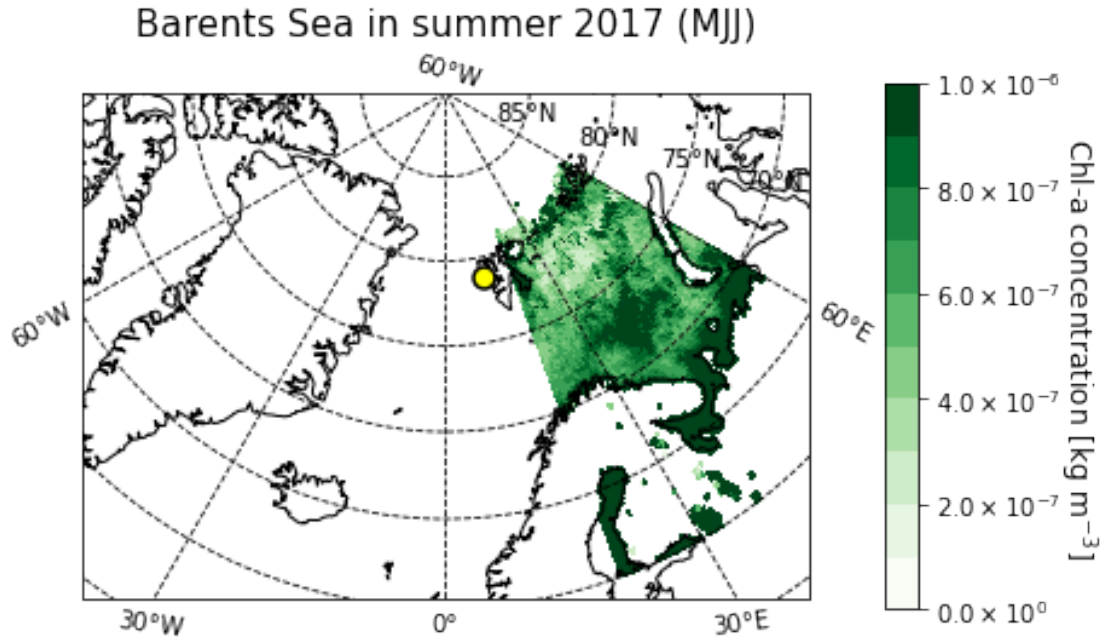 Barents Sea in summer 2017 (MJJ)
60°W
85°N
80°N
75°N
70°N
60°W
60°E
30°W
0°
30°E
1.0 × 10⁻⁶
8.0 × 10⁻⁷
6.0 × 10⁻⁷
4.0 × 10⁻⁷
2.0 × 10⁻⁷
0.0 × 10⁰
Chl-a concentration [kg m⁻³]